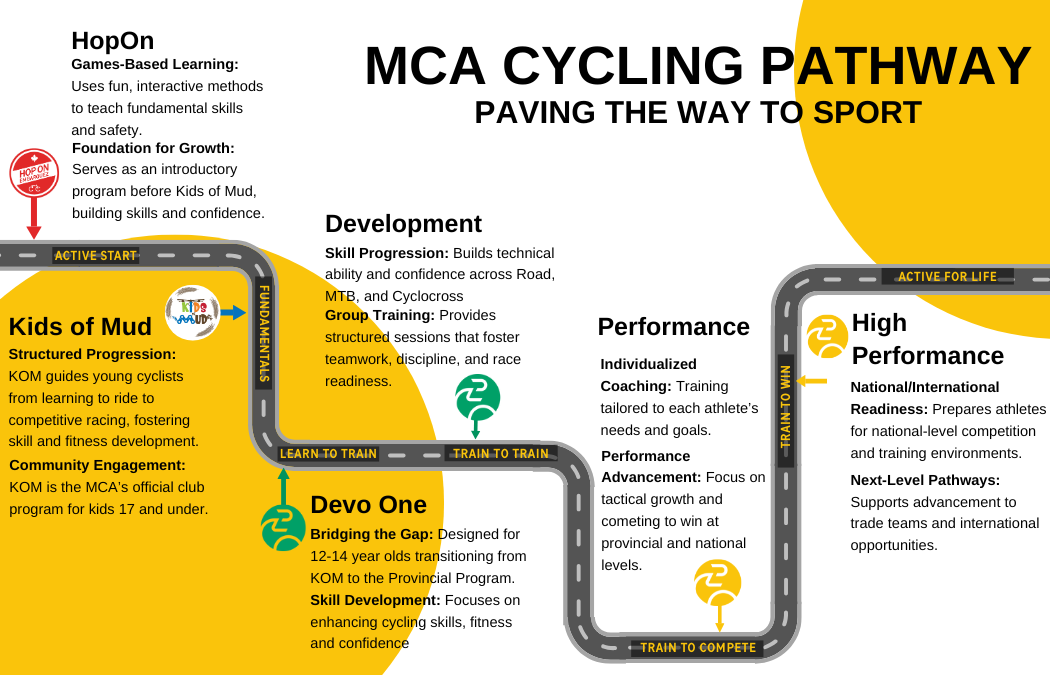 MCA CYCLING PATHWAY
PAVING THE WAY TO SPORT
HopOn
Games-Based Learning:
Uses fun, interactive methods
to teach fundamental skills
and safety.
Foundation for Growth:
Serves as an introductory
program before Kids of Mud,
building skills and confidence.
HOP ON
ACTIVE START
FUNDAMENTALS
KIDS
MUD
Kids of Mud
Structured Progression:
KOM guides young cyclists
from learning to ride to
competitive racing, fostering
skill and fitness development.
Community Engagement:
KOM is the MCA's official club
program for kids 17 and under.
Development
Skill Progression: Builds technical
ability and confidence across Road,
MTB, and Cyclocross
Group Training: Provides
structured sessions that foster
teamwork, discipline, and race
readiness.
LEARN TO TRAIN
TRAIN TO TRAIN
Devo One
Bridging the Gap: Designed for
12-14 year olds transitioning from
KOM to the Provincial Program.
Skill Development: Focuses on
enhancing cycling skills, fitness
and confidence
Performance
Individualized
Coaching: Training
tailored to each athlete's
needs and goals.
Performance
Advancement: Focus on
tactical growth and
cometing to win at
provincial and national
levels.
TRAIN TO COMPETE
TRAIN TO WIN
ACTIVE FOR LIFE
High
Performance
National/International
Readiness: Prepares athletes
for national-level competition
and training environments.
Next-Level Pathways:
Supports advancement to
trade teams and international
opportunities.